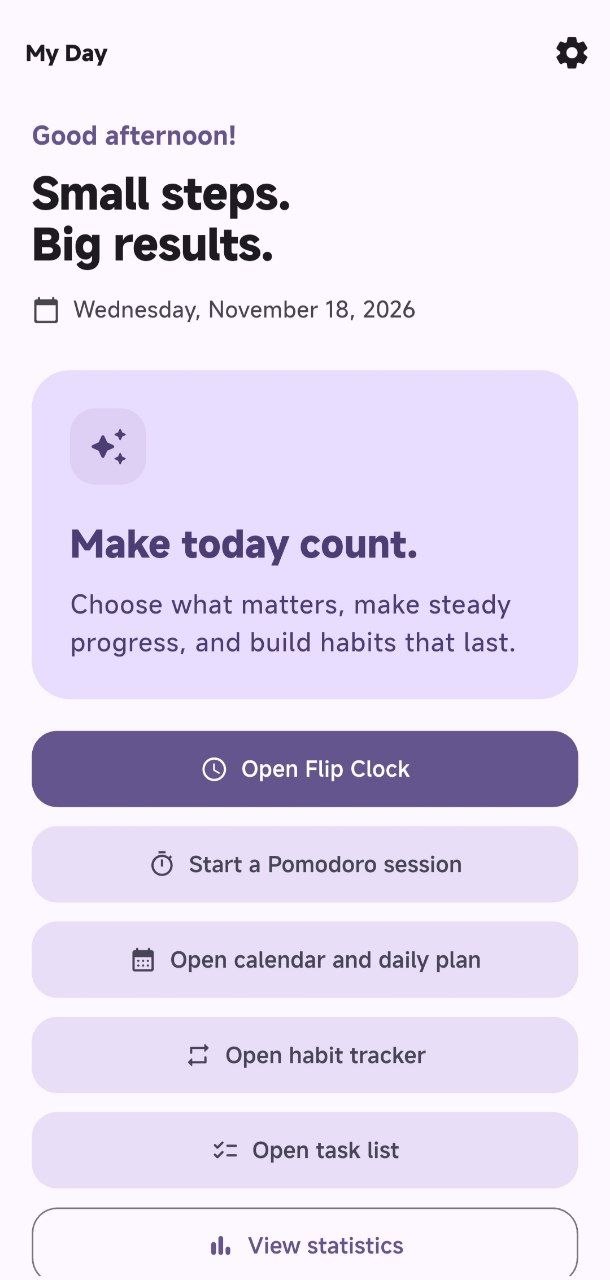 My Day
Good afternoon!
Small steps.
Big results.
Wednesday, November 18, 2026
Make today count.
Choose what matters, make steady
progress, and build habits that last.
Open Flip Clock
Start a Pomodoro session
Open calendar and daily plan
Open habit tracker
Open task list
View statistics